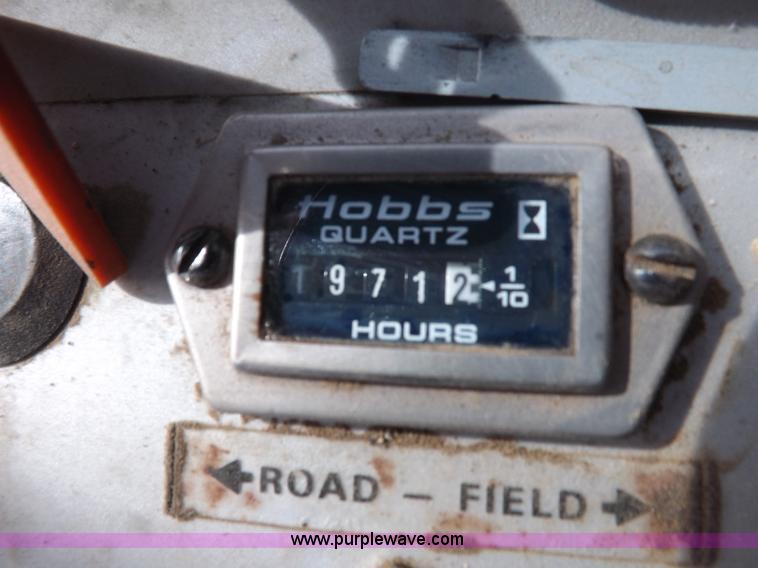 Hobbs
QUARTZ
9 7 1 2 ◄ 1/10
HOURS
← ROAD — FIELD →
www.purplewave.com